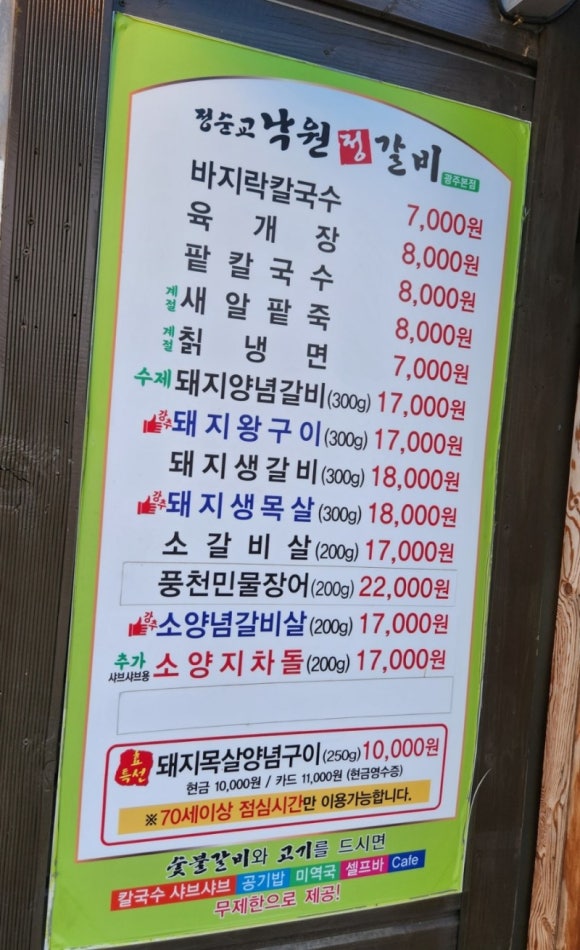 정순교 낙원 정 갈비 광주본점
바지락칼국수 7,000원
육개장 8,000원
팥칼국수 8,000원
계절 새알팥죽 8,000원
계절 칡냉면 7,000원
수제 돼지양념갈비(300g) 17,000원
강추 돼지왕구이(300g) 17,000원
돼지생갈비(300g) 18,000원
강추 돼지생목살(300g) 18,000원
소갈비살(200g) 17,000원
풍천민물장어(200g) 22,000원
강추 소양념갈비살(200g) 17,000원
추가 샤브샤브용 소양지차돌(200g) 17,000원
효 특선 돼지목살양념구이(250g) 10,000원
현금 10,000원 / 카드 11,000원 (현금영수증)
※70세이상 점심시간만 이용가능합니다.
숯불갈비와 고기를 드시면
칼국수 샤브샤브 공기밥 미역국 셀프바 Cafe
무제한으로 제공!